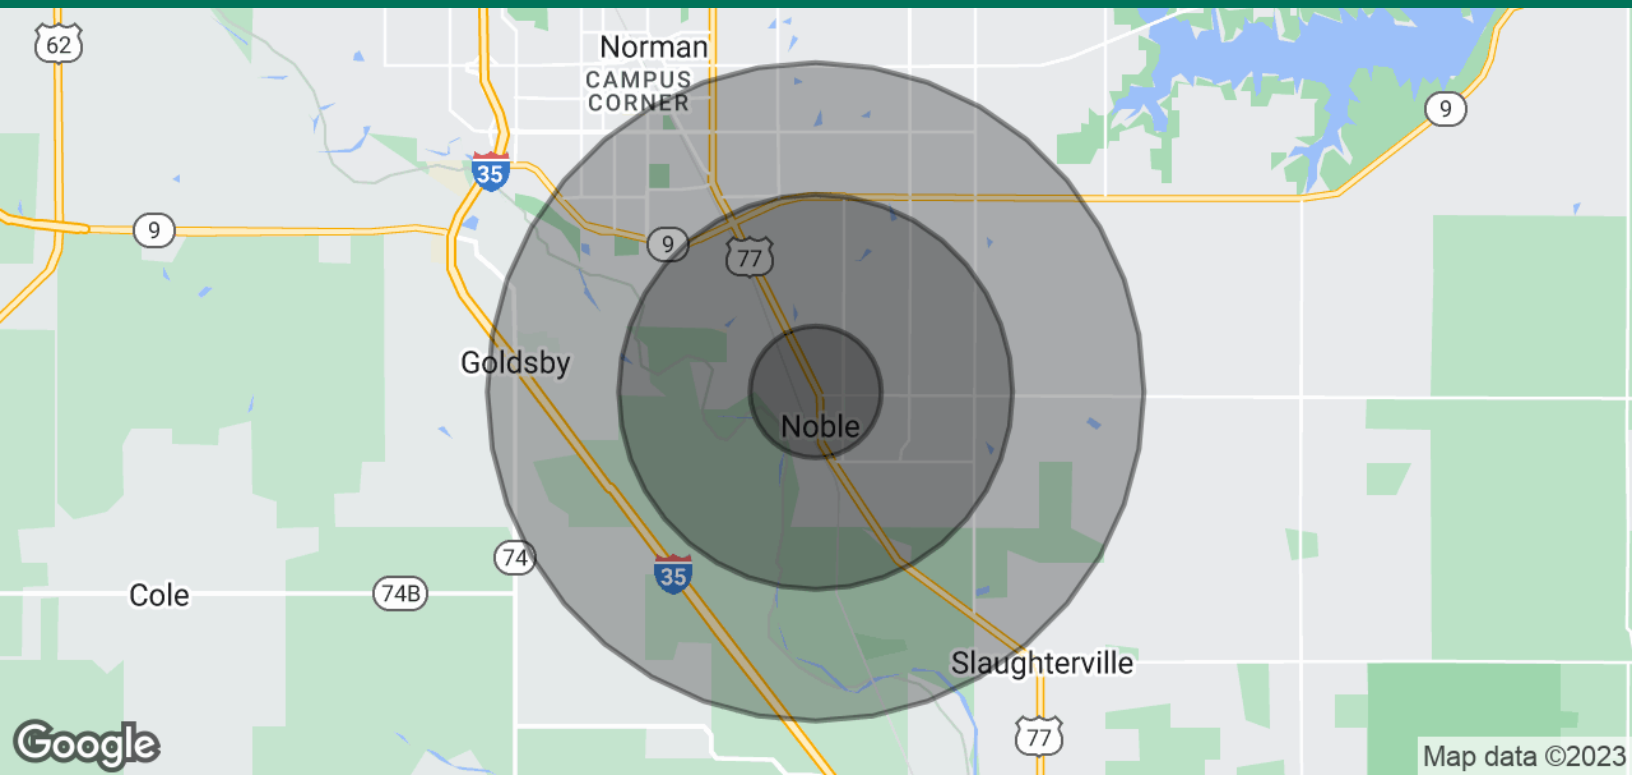 62
Norman
CAMPUS
CORNER
9
35
9
9
77
Goldsby
Noble
74
35
74B
Cole
Slaughterville
77
Google
Map data ©2023